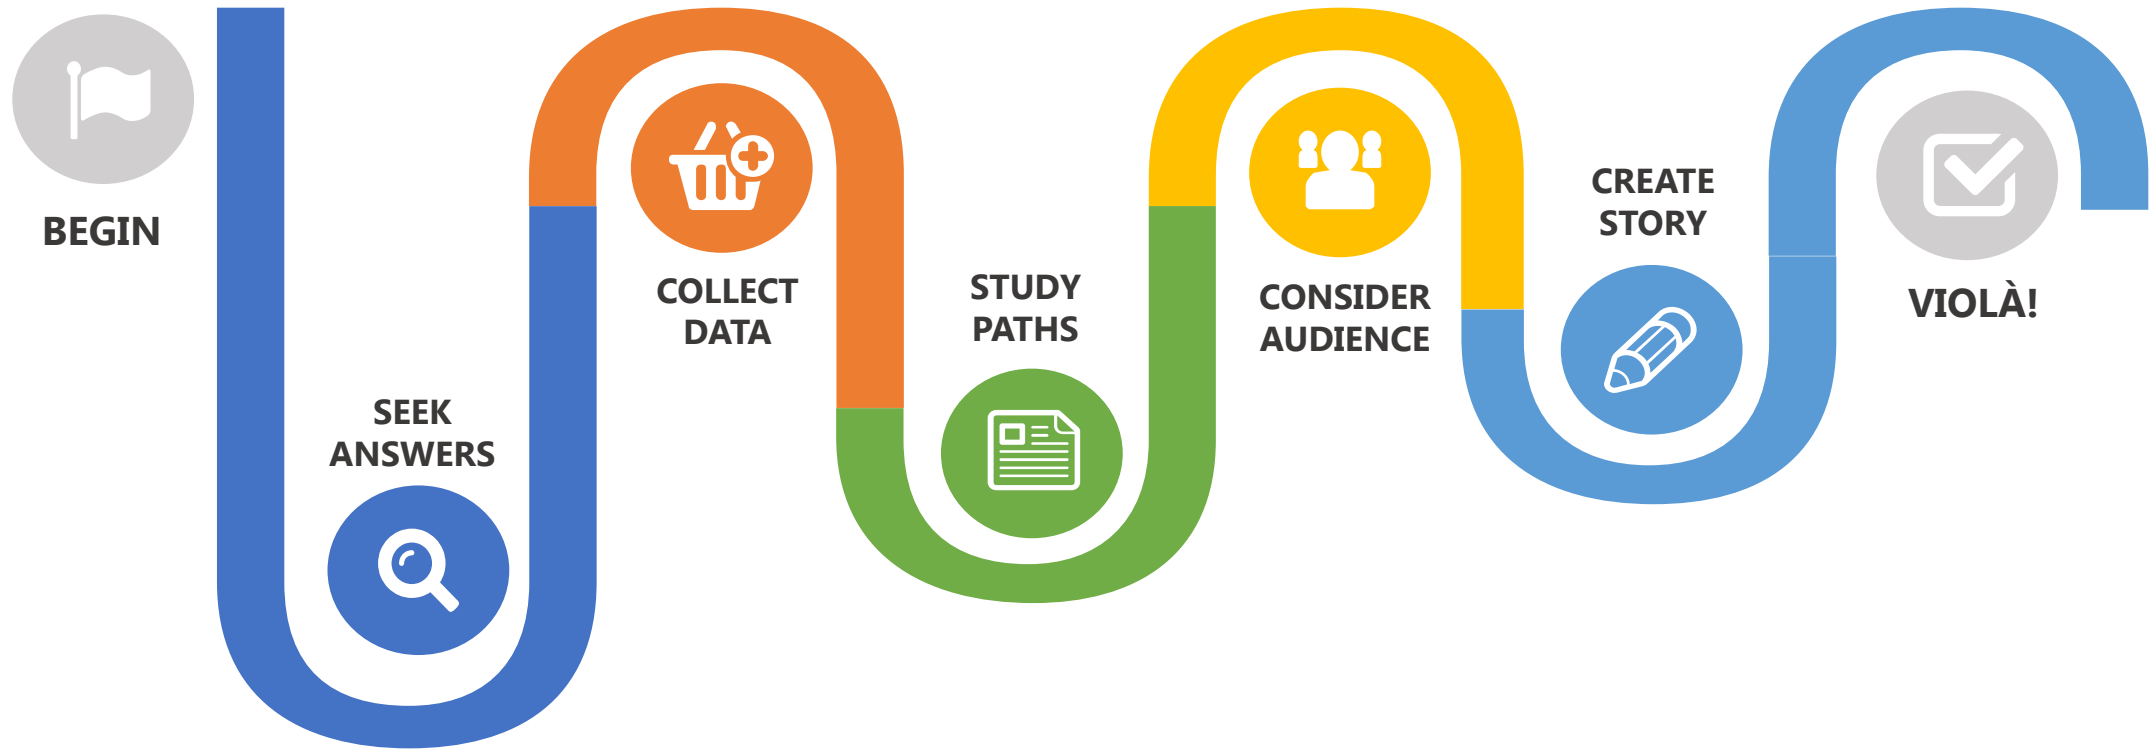 BEGIN
SEEK
ANSWERS
COLLECT
DATA
STUDY
PATHS
CONSIDER
AUDIENCE
CREATE
STORY
VIOLÀ!